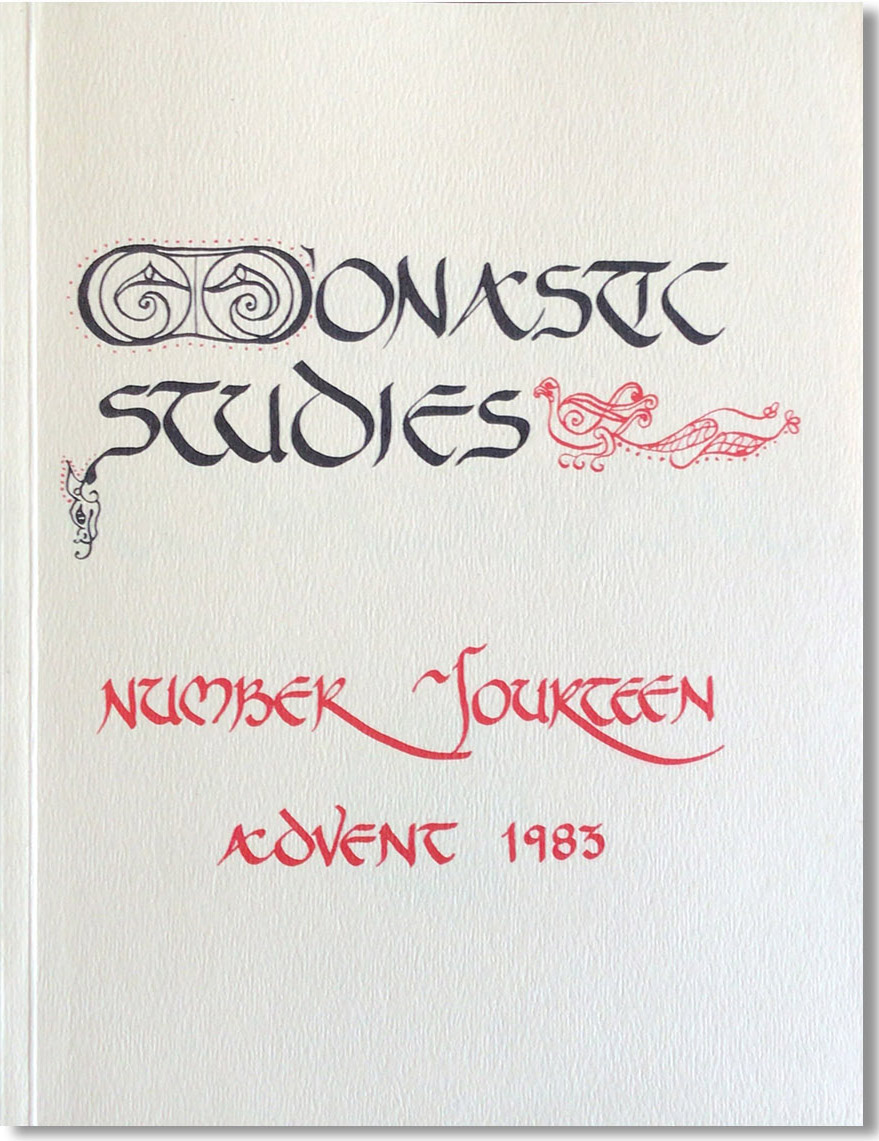 Monastic
Studies
Number Fourteen
Advent 1983